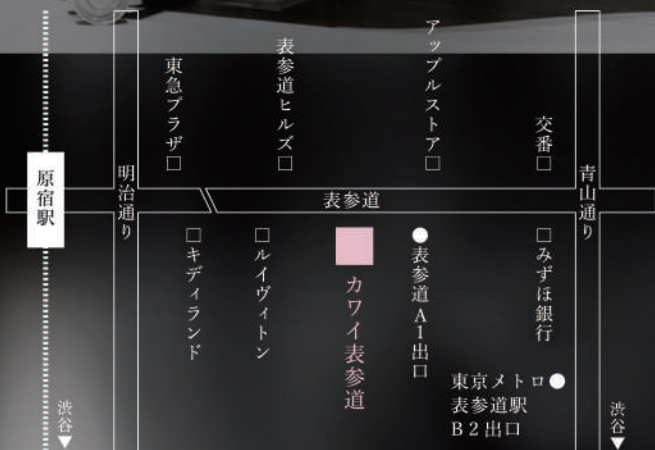 アップルストア
表参道ヒルズ
東急プラザ
交番
原宿駅
明治通り
表参道
青山通り
キディランド
ルイヴィトン
カワイ表参道
表参道A1出口
みずほ銀行
東京メトロ
表参道駅
B2出口
渋谷▼
渋谷▼